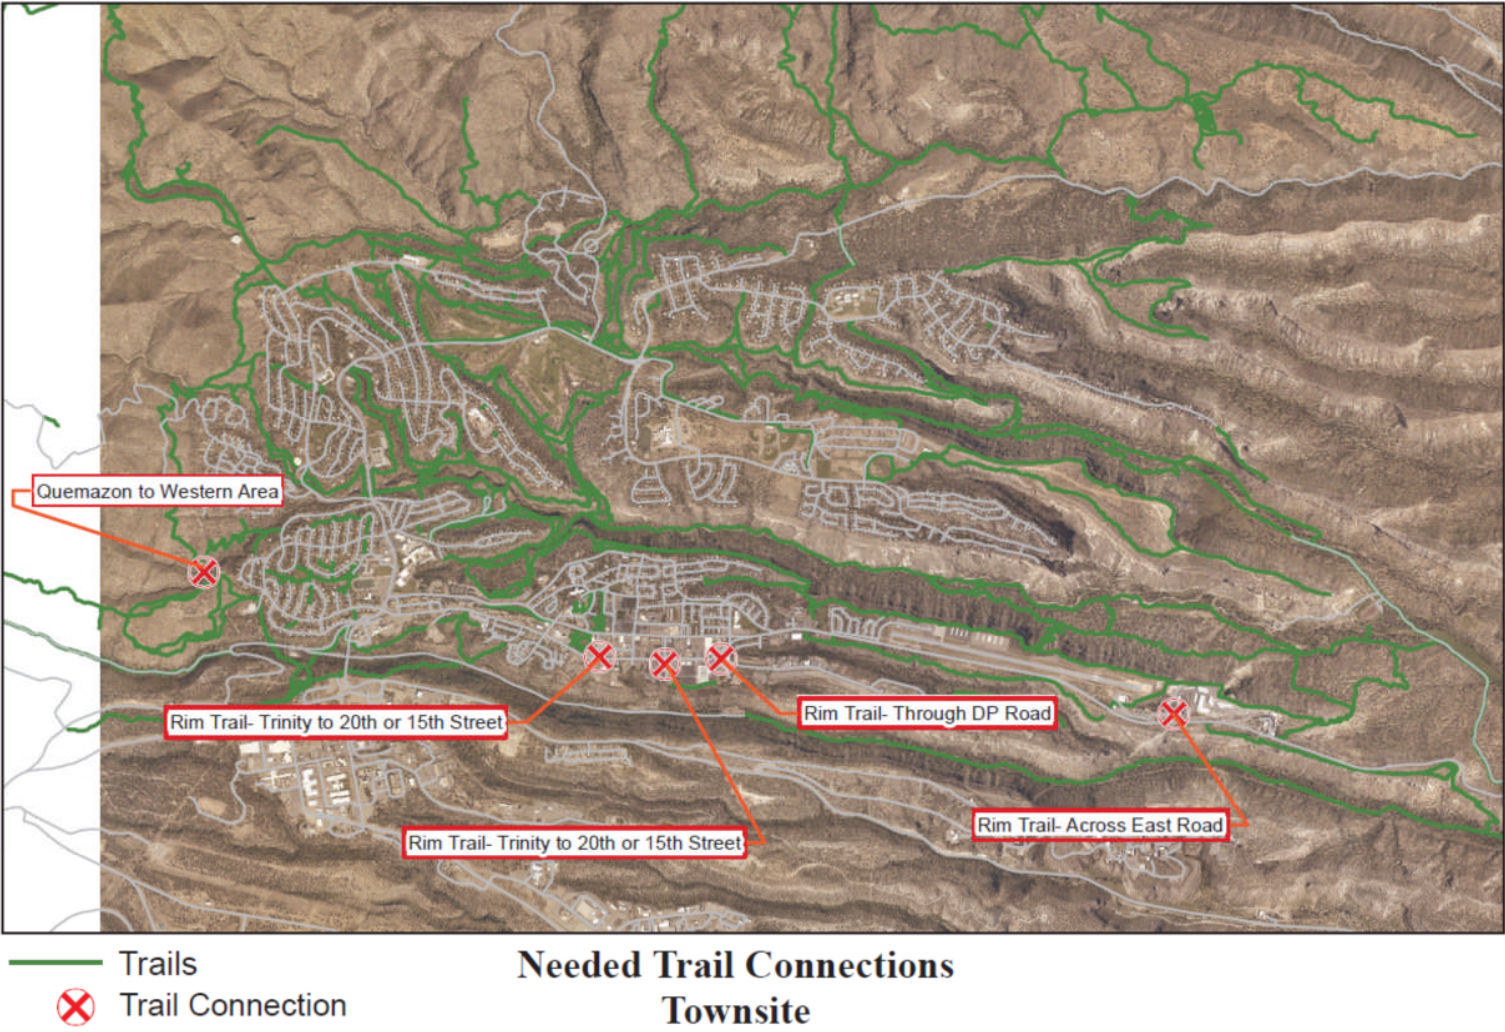 Quemazon to Western Area
Rim Trail- Trinity to 20th or 15th Street
Rim Trail- Through DP Road
Rim Trail- Trinity to 20th or 15th Street
Rim Trail- Across East Road
Trails
Trail Connection
Needed Trail Connections
Townsite